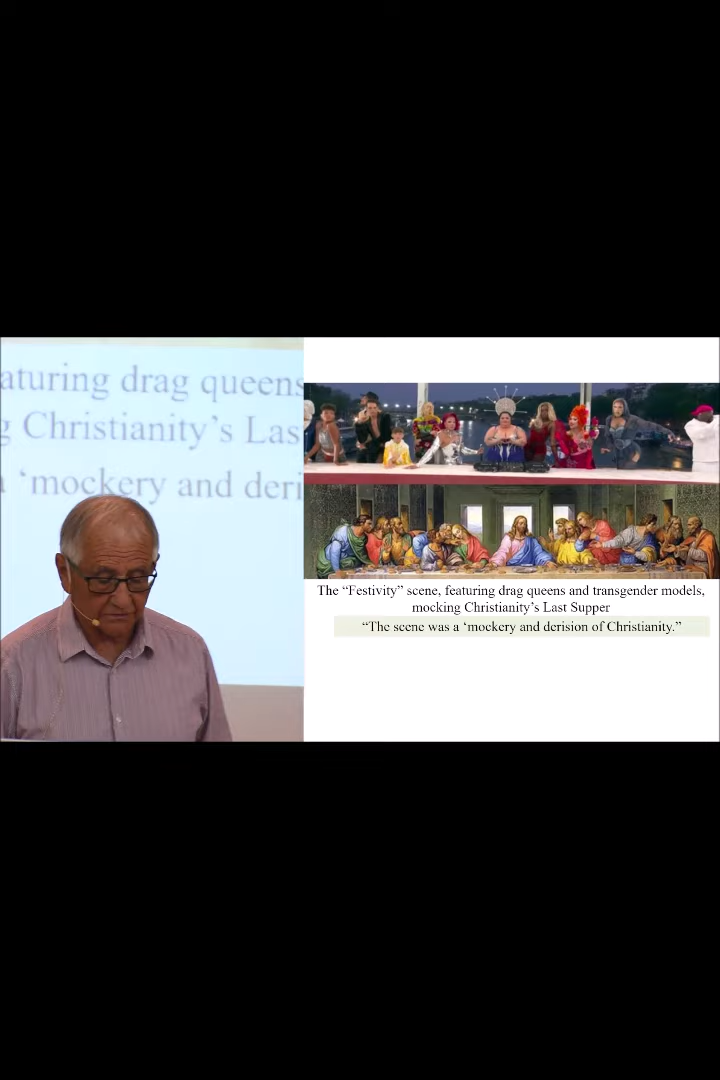 aturing drag queens
g Christianity's Las
'mockery and deri
The “Festivity” scene, featuring drag queens and transgender models,
mocking Christianity's Last Supper
“The scene was a ‘mockery and derision of Christianity.”